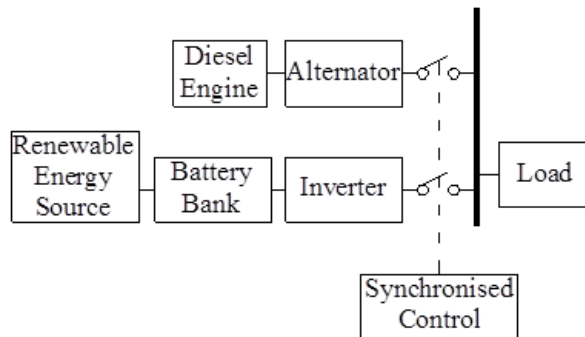 Diesel
Engine
Alternator
Renewable
Energy
Source
Battery
Bank
Inverter
Load
Synchronised
Control